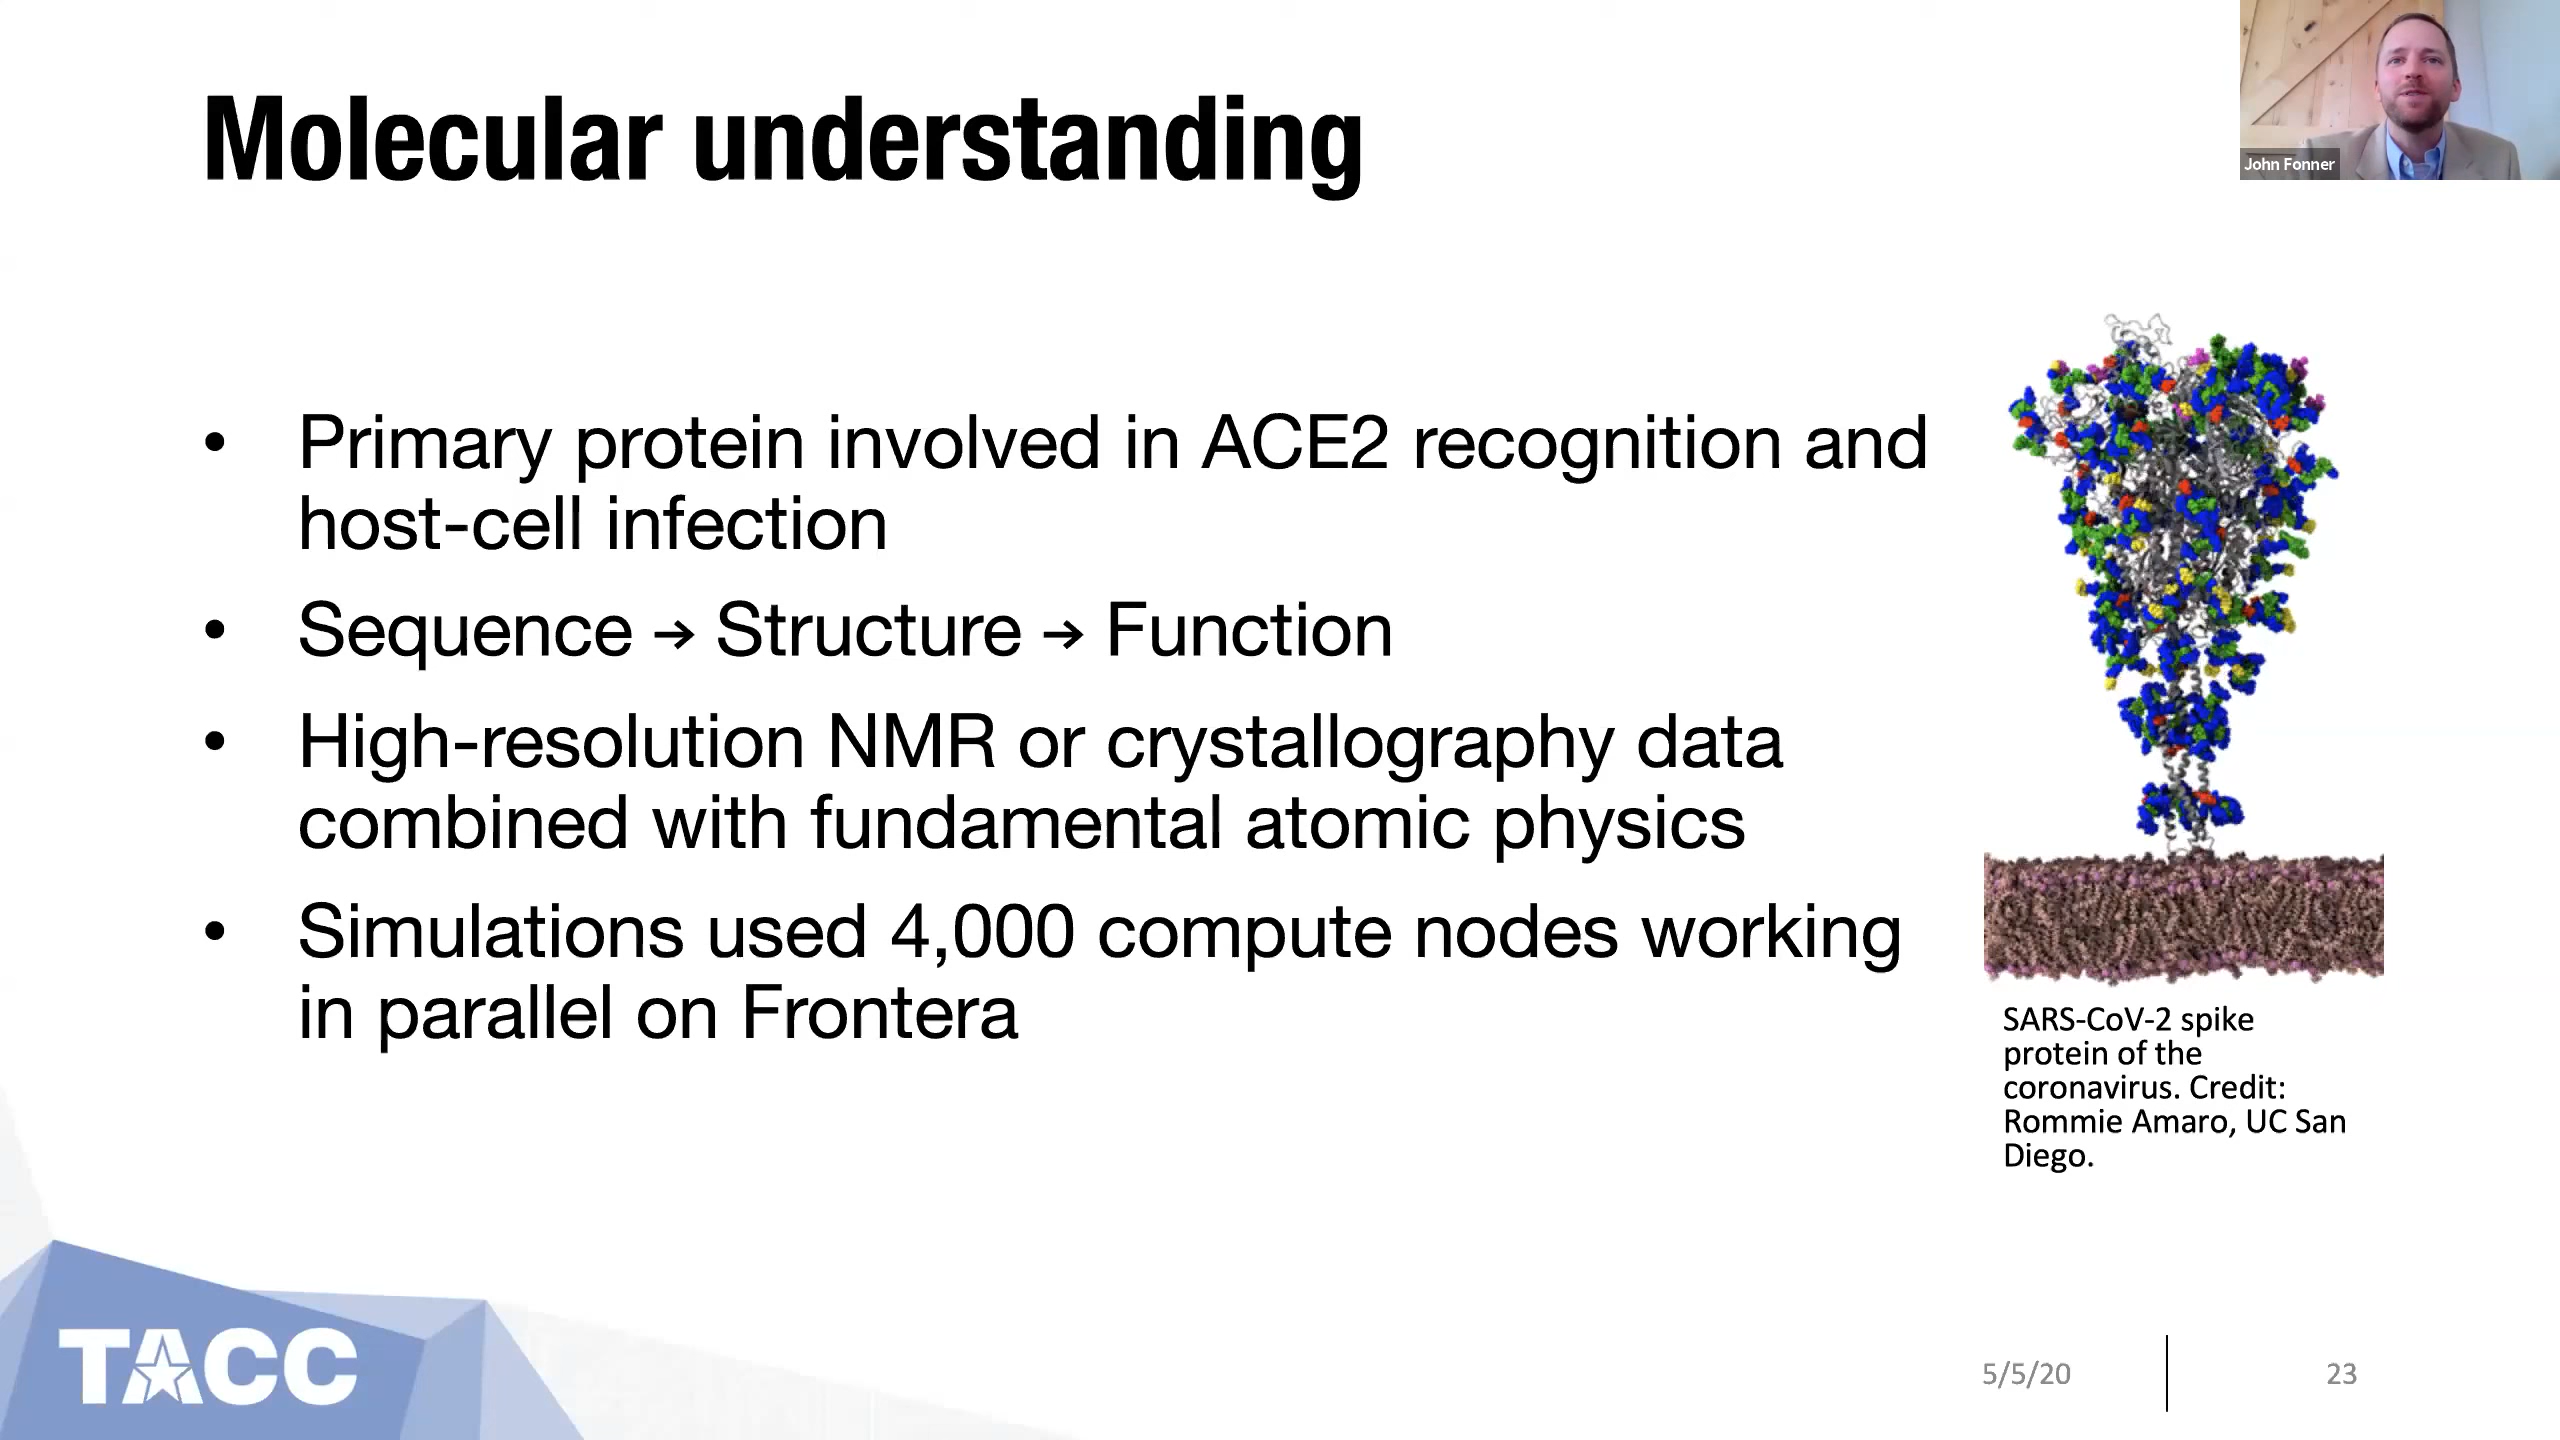 Molecular understanding
John Fonner
• Primary protein involved in ACE2 recognition and
host-cell infection
• Sequence → Structure → Function
• High-resolution NMR or crystallography data
combined with fundamental atomic physics
• Simulations used 4,000 compute nodes working
in parallel on Frontera
SARS-CoV-2 spike
protein of the
coronavirus. Credit:
Rommie Amaro, UC San
Diego.
TACC
5/5/20
23